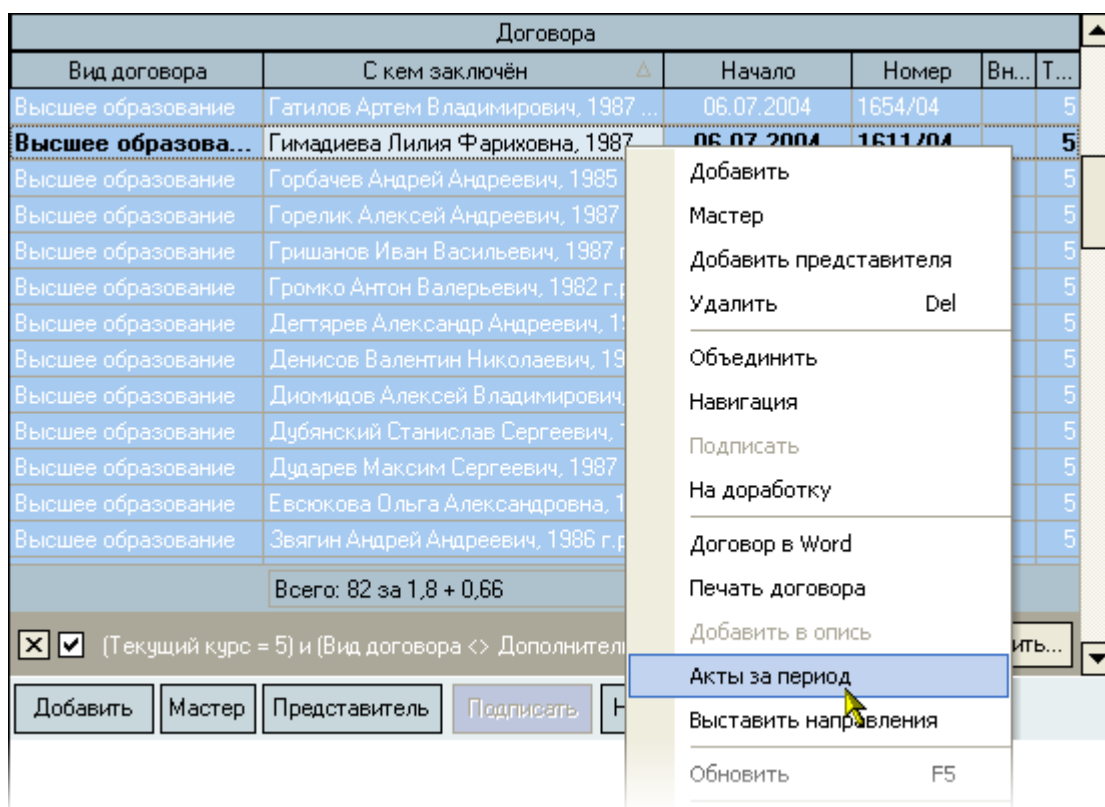 Договора
Вид договора С кем заключён Начало Номер Вн... Т...
Высшее образование Гатилов Артем Владимирович, 1987 ... 06.07.2004 1654/04 5
Высшее образова... Гимадиева Лилия Фариховна, 1987 06.07.2004 1611/04 5
Высшее образование Горбачев Андрей Андреевич, 1985 5
Высшее образование Горелик Алексей Андреевич, 1987 5
Высшее образование Гришанов Иван Васильевич, 1987 г 5
Высшее образование Громко Антон Валерьевич, 1982 г.р 5
Высшее образование Дегтярев Александр Андреевич, 1 5
Высшее образование Денисов Валентин Николаевич, 19 5
Высшее образование Диомидов Алексей Владимирович, 5
Высшее образование Дубянский Станислав Сергеевич, 5
Высшее образование Дударев Максим Сергеевич, 1987 5
Высшее образование Евсюкова Ольга Александровна, 1 5
Высшее образование Звягин Андрей Андреевич, 1986 г.р 5
Всего: 82 за 1,8 + 0,66
(Текущий курс = 5) и (Вид договора <> Дополнител ить...
Добавить Мастер Представитель Подписать Н
Добавить
Мастер
Добавить представителя
Удалить Del
Объединить
Навигация
Подписать
На доработку
Договор в Word
Печать договора
Добавить в опись
Акты за период
Выставить направления
Обновить F5